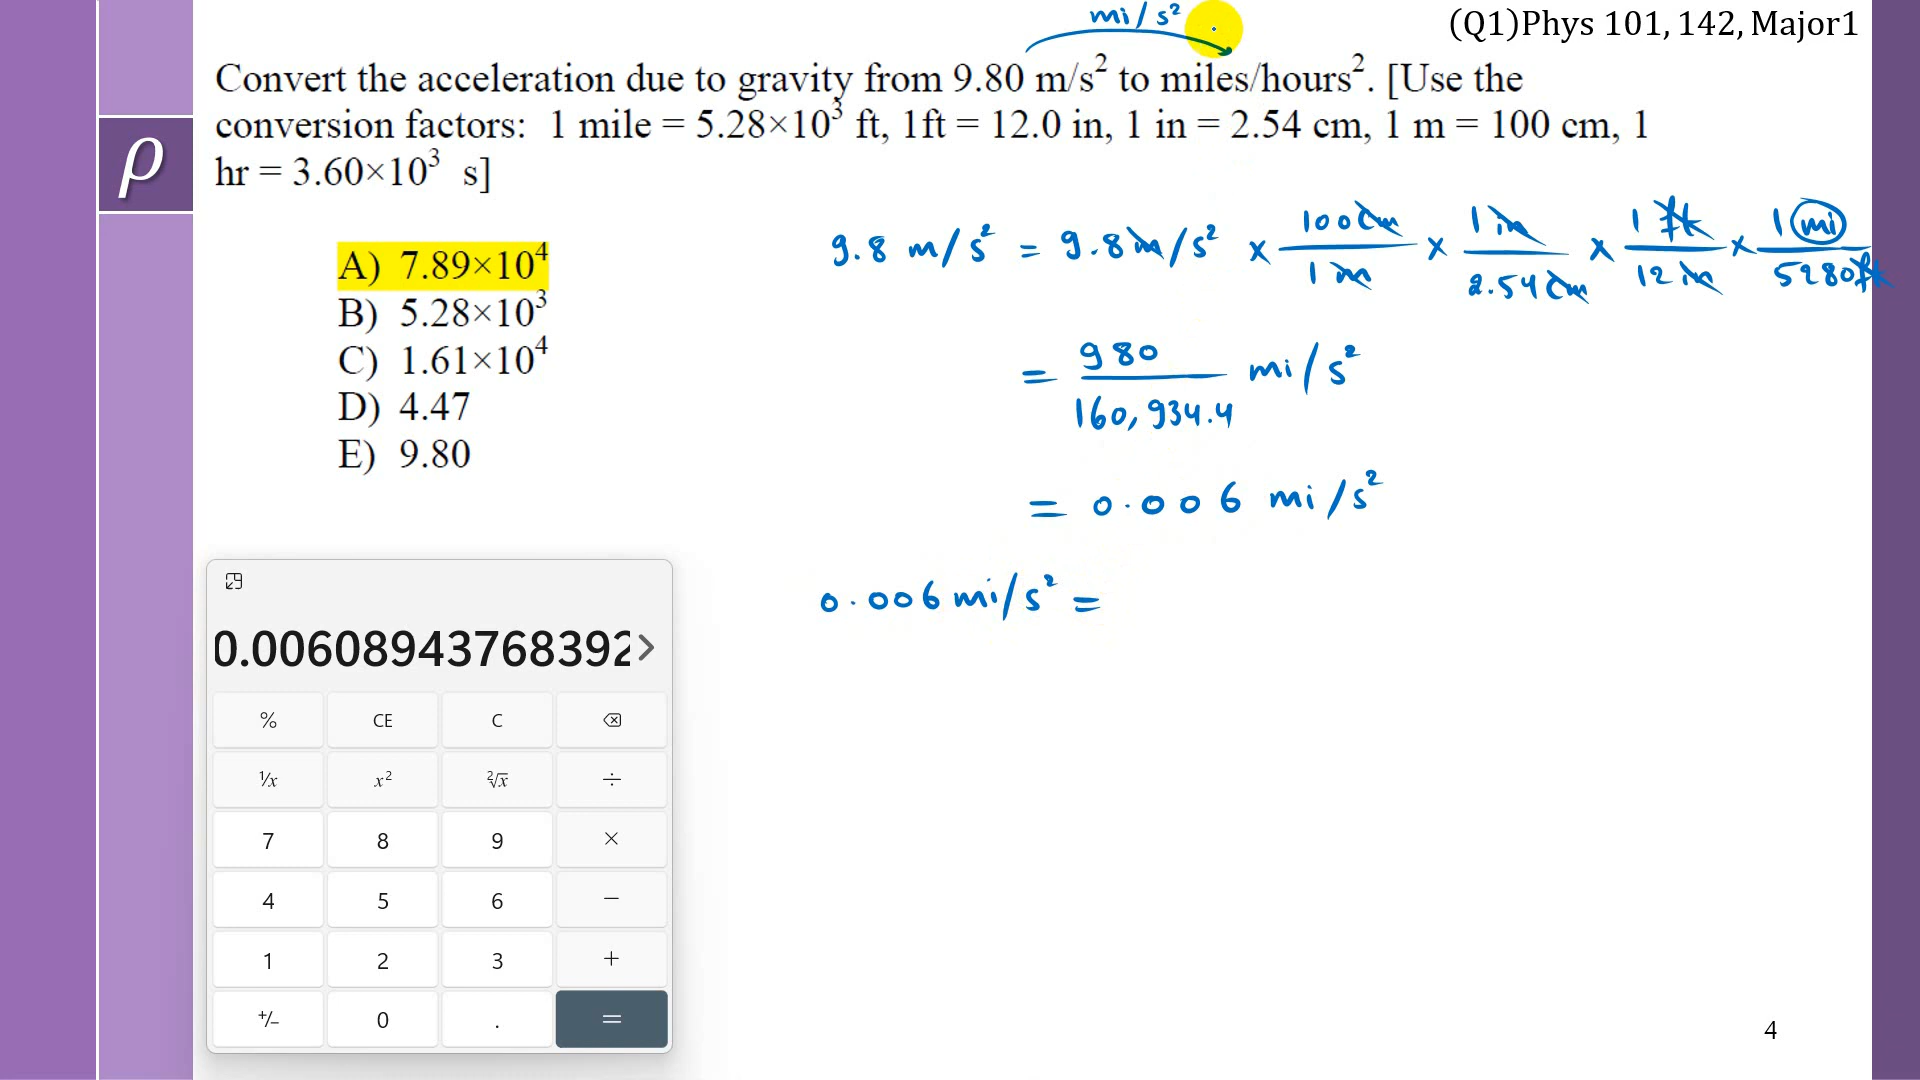 mi/s²
(Q1)Phys 101, 142, Major1
Convert the acceleration due to gravity from 9.80 m/s² to miles/hours². [Use the
conversion factors: 1 mile = 5.28×10³ ft, 1ft = 12.0 in, 1 in = 2.54 cm, 1 m = 100 cm, 1
hr = 3.60×10³ s]
ρ
A) 7.89×10⁴
B) 5.28×10³
C) 1.61×10⁴
D) 4.47
E) 9.80
9.8 m/s² = 9.8 m/s² × 100 cm / 1 m × 1 in / 2.54 cm × 1 ft / 12 in × 1 mi / 5280 ft
= 980 / 160,934.4 mi/s²
= 0.006 mi/s²
0.006 mi/s² =
0.00608943768392
% CE C
¹/x x² ²√x ÷
7 8 9 ×
4 5 6 −
1 2 3 +
+/− 0 . =
4